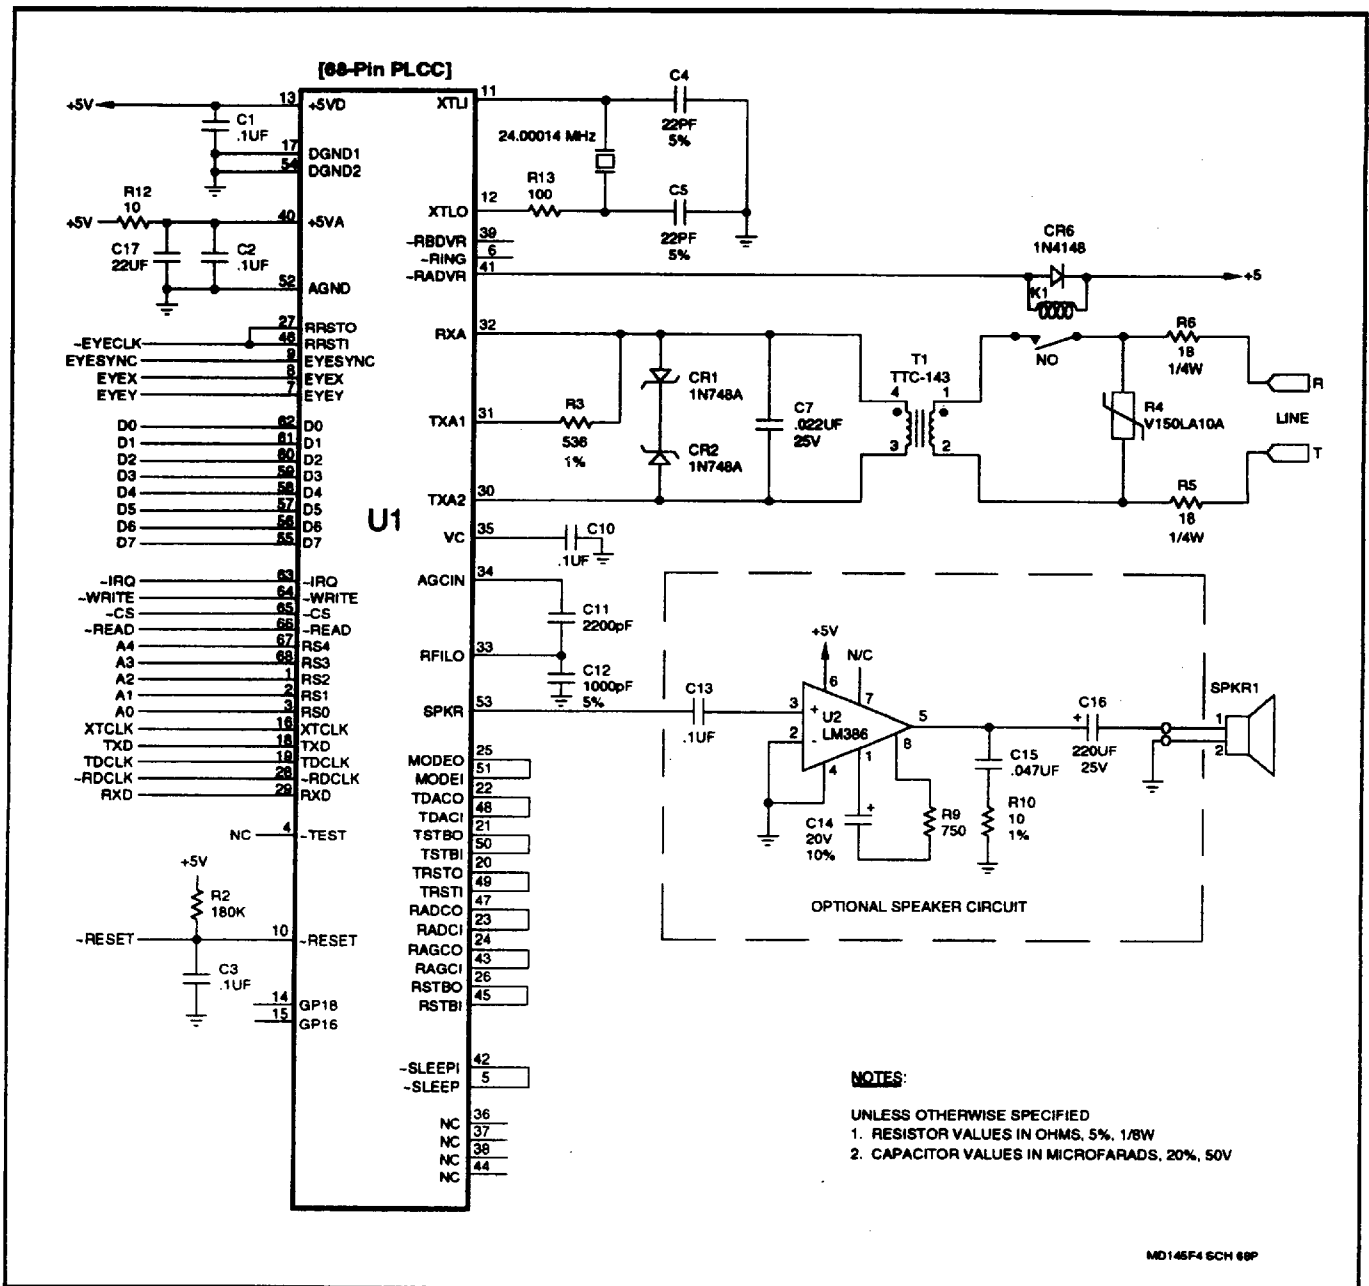 [68-Pin PLCC]
+5V 13 +5VD
C1
.1UF
17 DGND1
54 DGND2
R12
10
+5V 40 +5VA
C17
22UF
C2
.1UF
52 AGND
27 RRSTO
~EYECLK 46 RRSTI
EYESYNC 9 EYESYNC
EYEX 8 EYEX
EYEY 7 EYEY
D0 62 D0
D1 61 D1
D2 60 D2
D3 59 D3
D4 58 D4
D5 57 D5
D6 56 D6
D7 55 D7
~IRQ 63 ~IRQ
~WRITE 64 ~WRITE
~CS 65 ~CS
~READ 66 ~READ
A4 67 RS4
A3 68 RS3
A2 1 RS2
A1 2 RS1
A0 3 RS0
XTCLK 16 XTCLK
TXD 18 TXD
TDCLK 19 TDCLK
~RDCLK 28 ~RDCLK
RXD 29 RXD
NC 4 ~TEST
+5V
R2
180K
~RESET 10 ~RESET
C3
.1UF
14 GP18
15 GP16
U1
XTLI 11
C4
22PF
5%
24.00014 MHz
R13
100
XTLO 12
C5
22PF
5%
~RBDVR 39
~RING 6
~RADVR 41
CR6
1N4148
K1
+5
RXA 32
CR1
1N748A
TXA1 31
R3
536
1%
CR2
1N748A
C7
.022UF
25V
TXA2 30
T1
TTC-143
4 1
3 2
NO
R6
18
1/4W
R4
V150LA10A
R
LINE
T
R5
18
1/4W
VC 35
C10
.1UF
AGCIN 34
C11
2200pF
RFILO 33
C12
1000pF
5%
SPKR 53
C13
.1UF
+5V
6
N/C
7
3 +
2 -
U2
LM386
5
4
1
8
C14
20V
10%
+
R9
750
C15
.047UF
R10
10
1%
C16
+
220UF
25V
SPKR1
1
2
OPTIONAL SPEAKER CIRCUIT
MODEO 25
MODEI 51
TDACO 22
TDACI 48
TSTBO 21
TSTBI 50
TRSTO 20
TRSTI 49
RADCO 47
RADCI 23
RAGCO 24
RAGCI 43
RSTBO 26
RSTBI 45
~SLEEPI 42
~SLEEP 5
NC 36
NC 37
NC 38
NC 44
NOTES:
UNLESS OTHERWISE SPECIFIED
1. RESISTOR VALUES IN OHMS, 5%, 1/8W
2. CAPACITOR VALUES IN MICROFARADS, 20%, 50V
MD145F4 SCH 68P